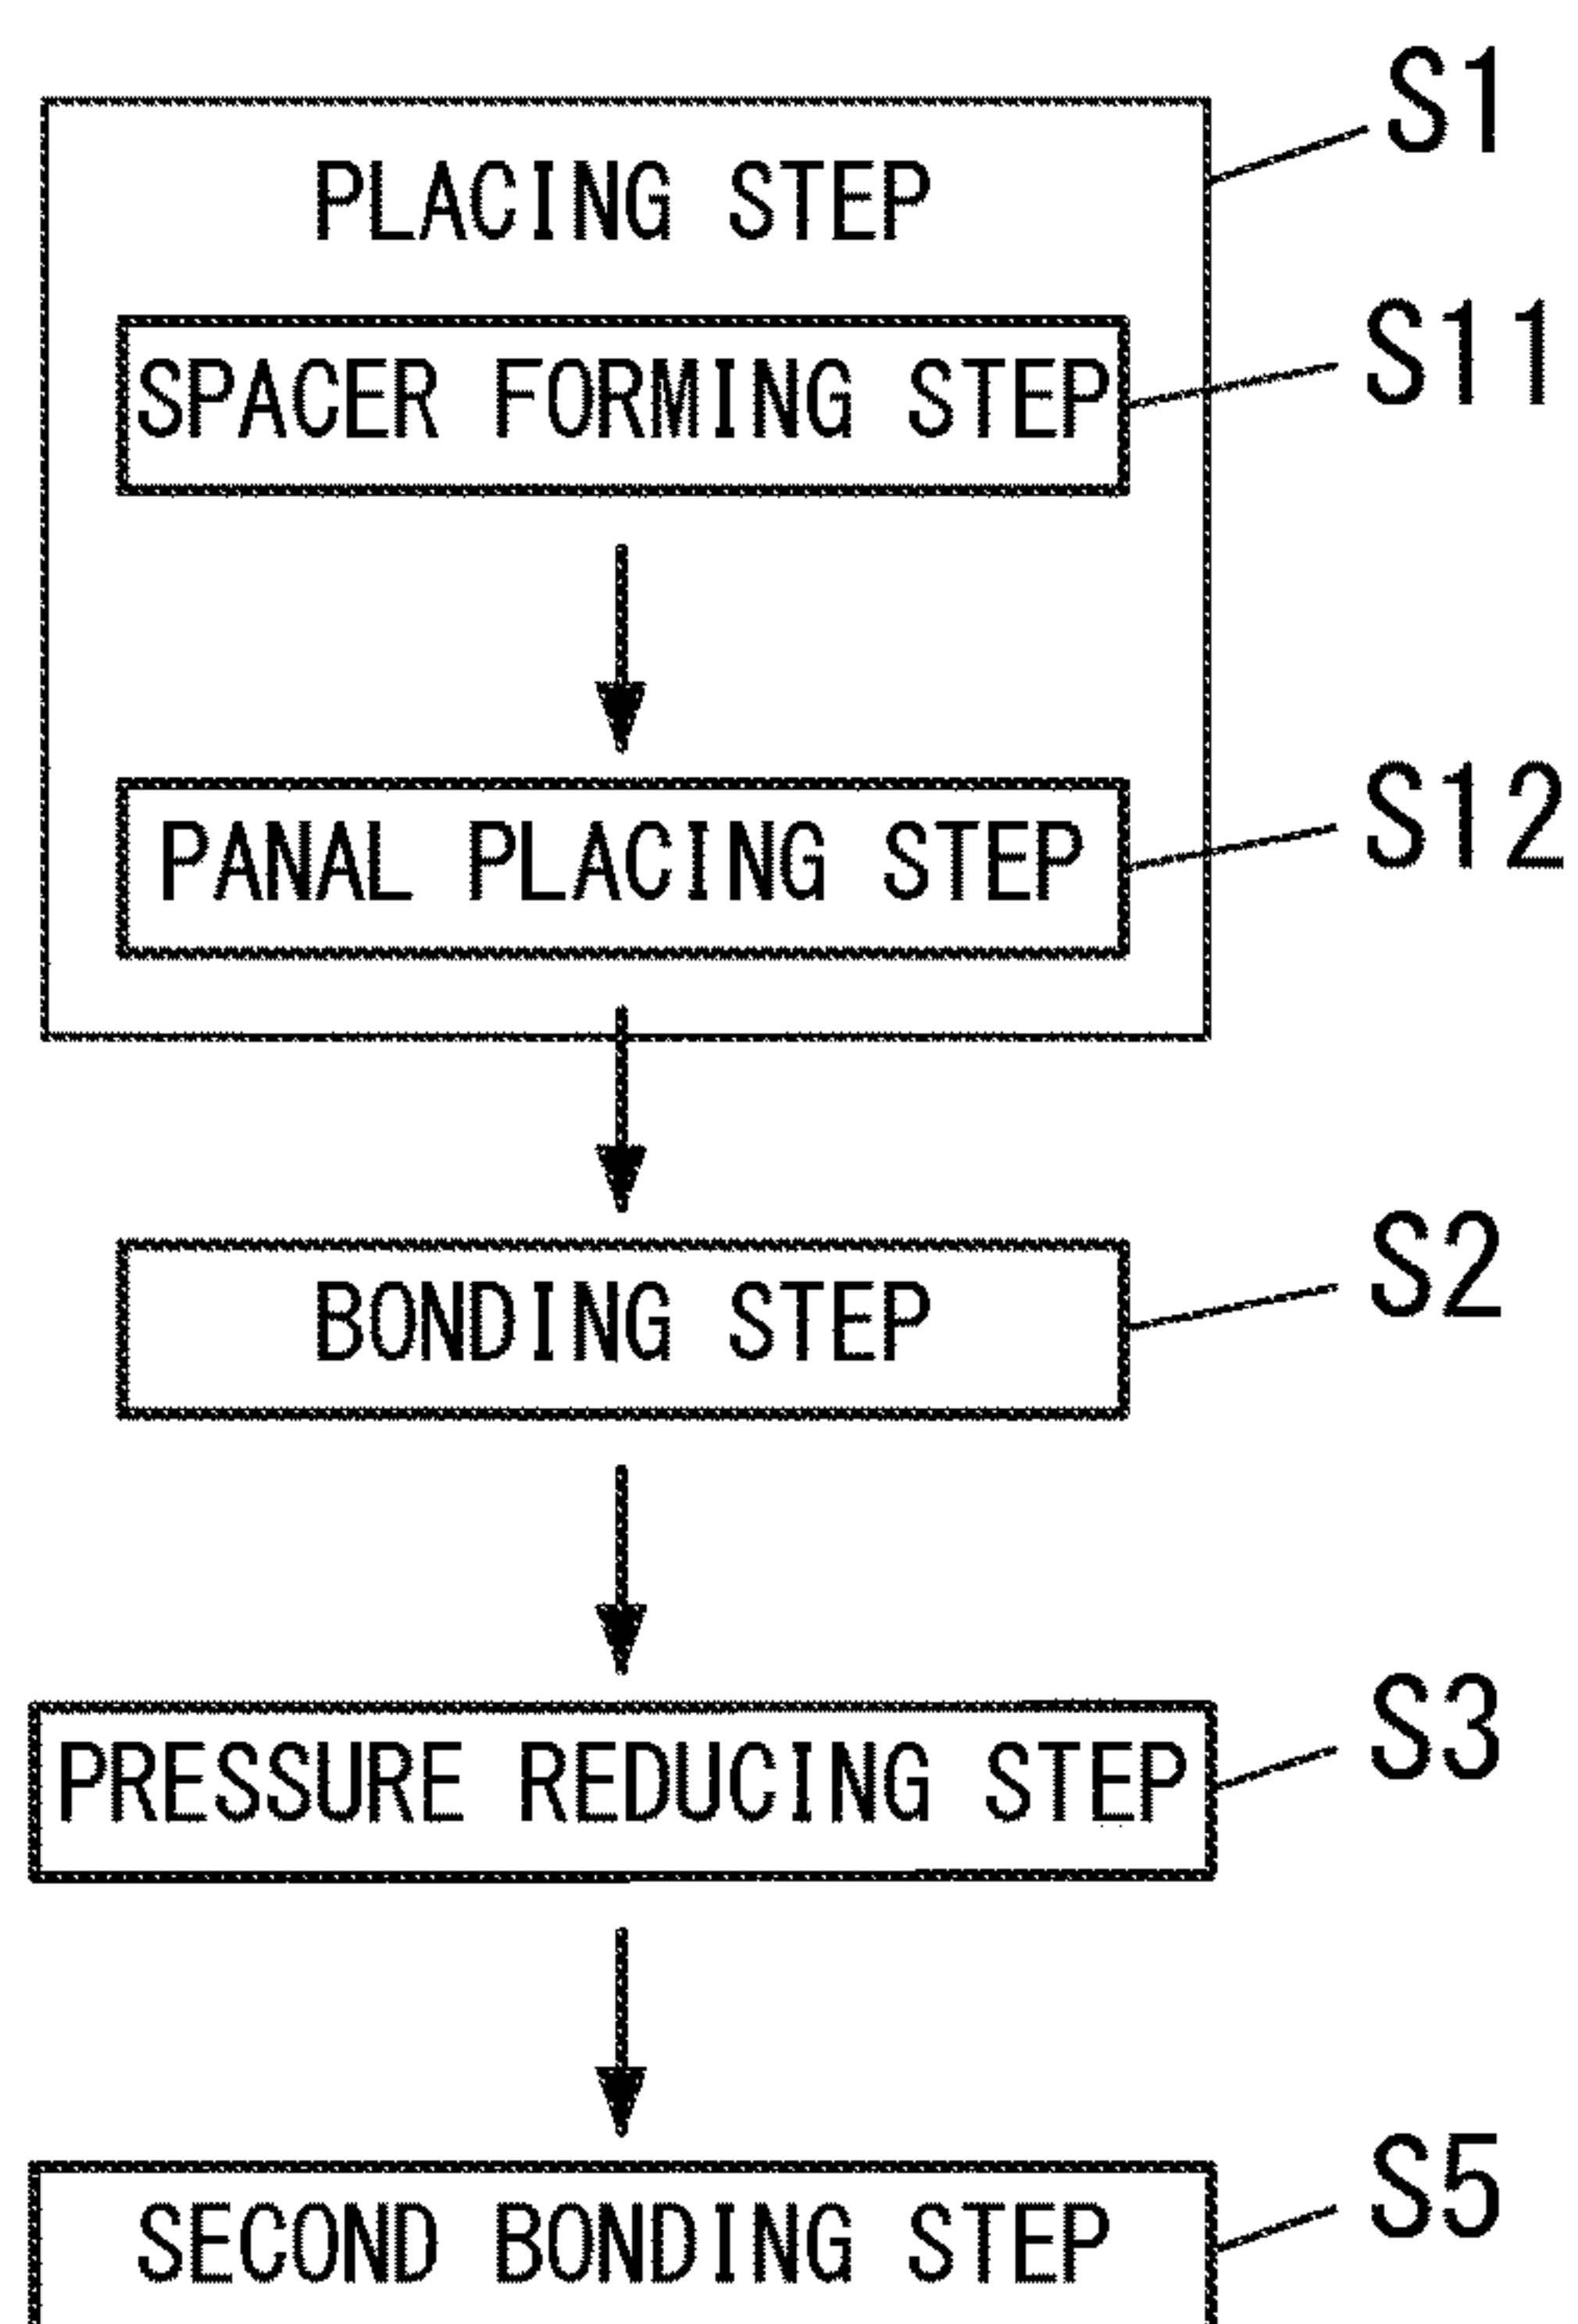 S1
PLACING STEP
S11
SPACER FORMING STEP
S12
PANAL PLACING STEP
S2
BONDING STEP
S3
PRESSURE REDUCING STEP
S5
SECOND BONDING STEP